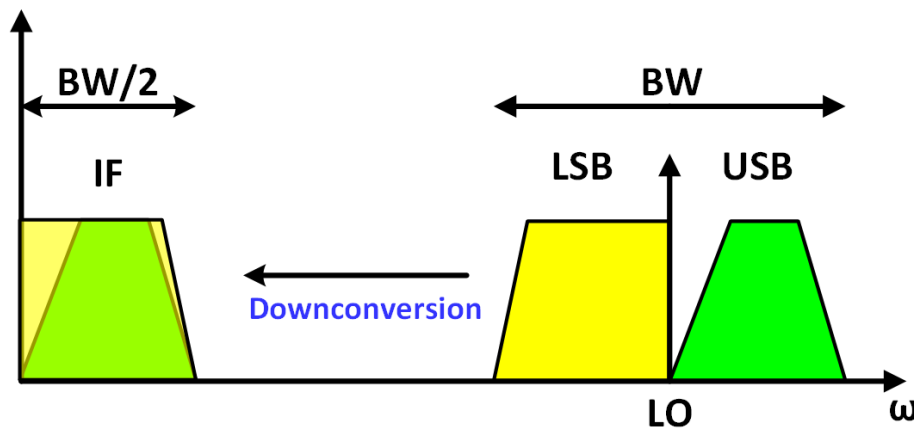 BW/2
BW
IF
LSB
USB
Downconversion
LO
ω